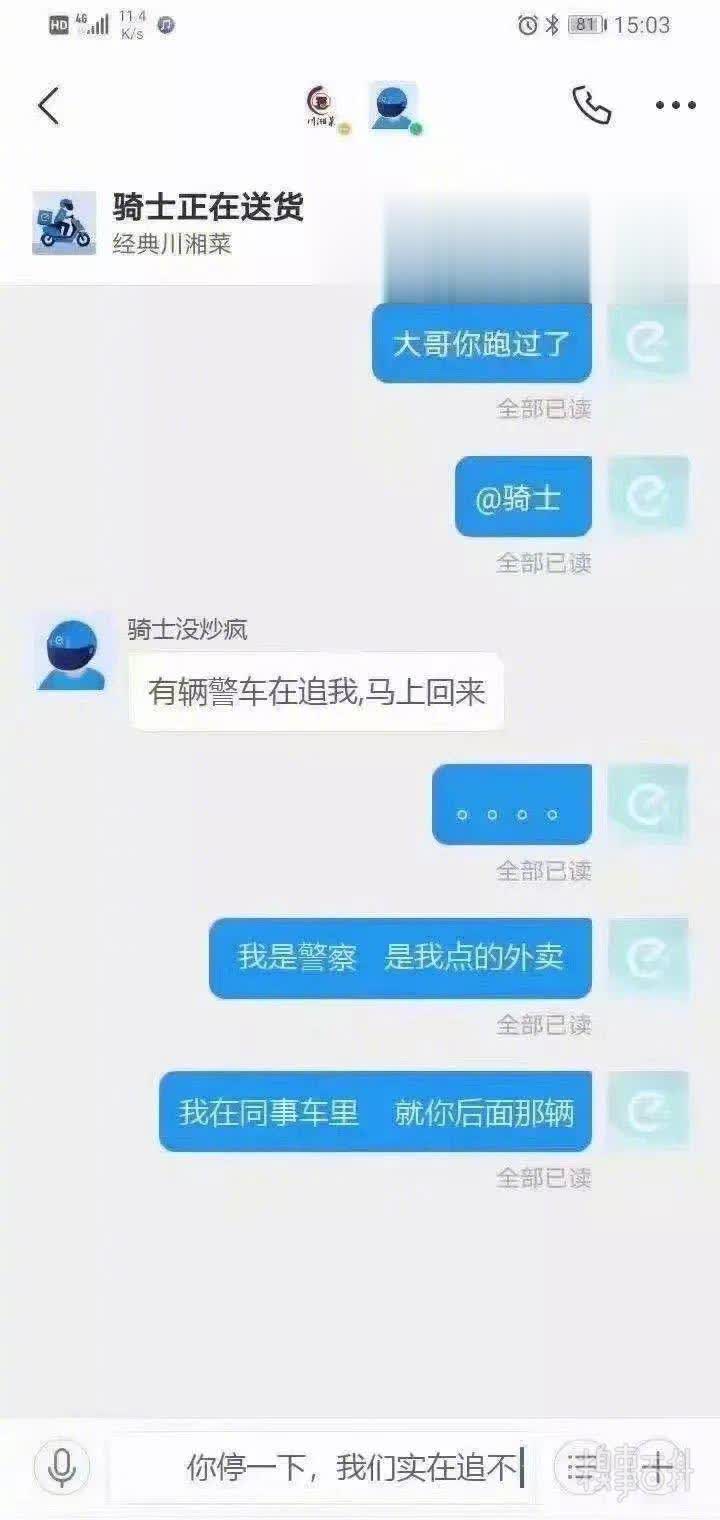 HD 4G 11.4 K/s 81 15:03
川湘菜
骑士正在送货
经典川湘菜
大哥你跑过了
全部已读
@骑士
全部已读
骑士没炒疯
有辆警车在追我,马上回来
。。。。
全部已读
我是警察 是我点的外卖
全部已读
我在同事车里 就你后面那辆
全部已读
你停一下，我们实在追不
糗事百科